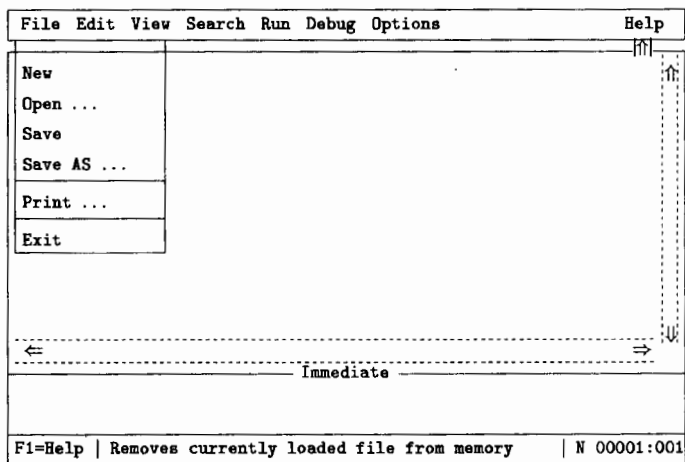 File Edit View Search Run Debug Options Help
New
Open ...
Save
Save AS ...
Print ...
Exit
Immediate
F1=Help | Removes currently loaded file from memory | N 00001:001